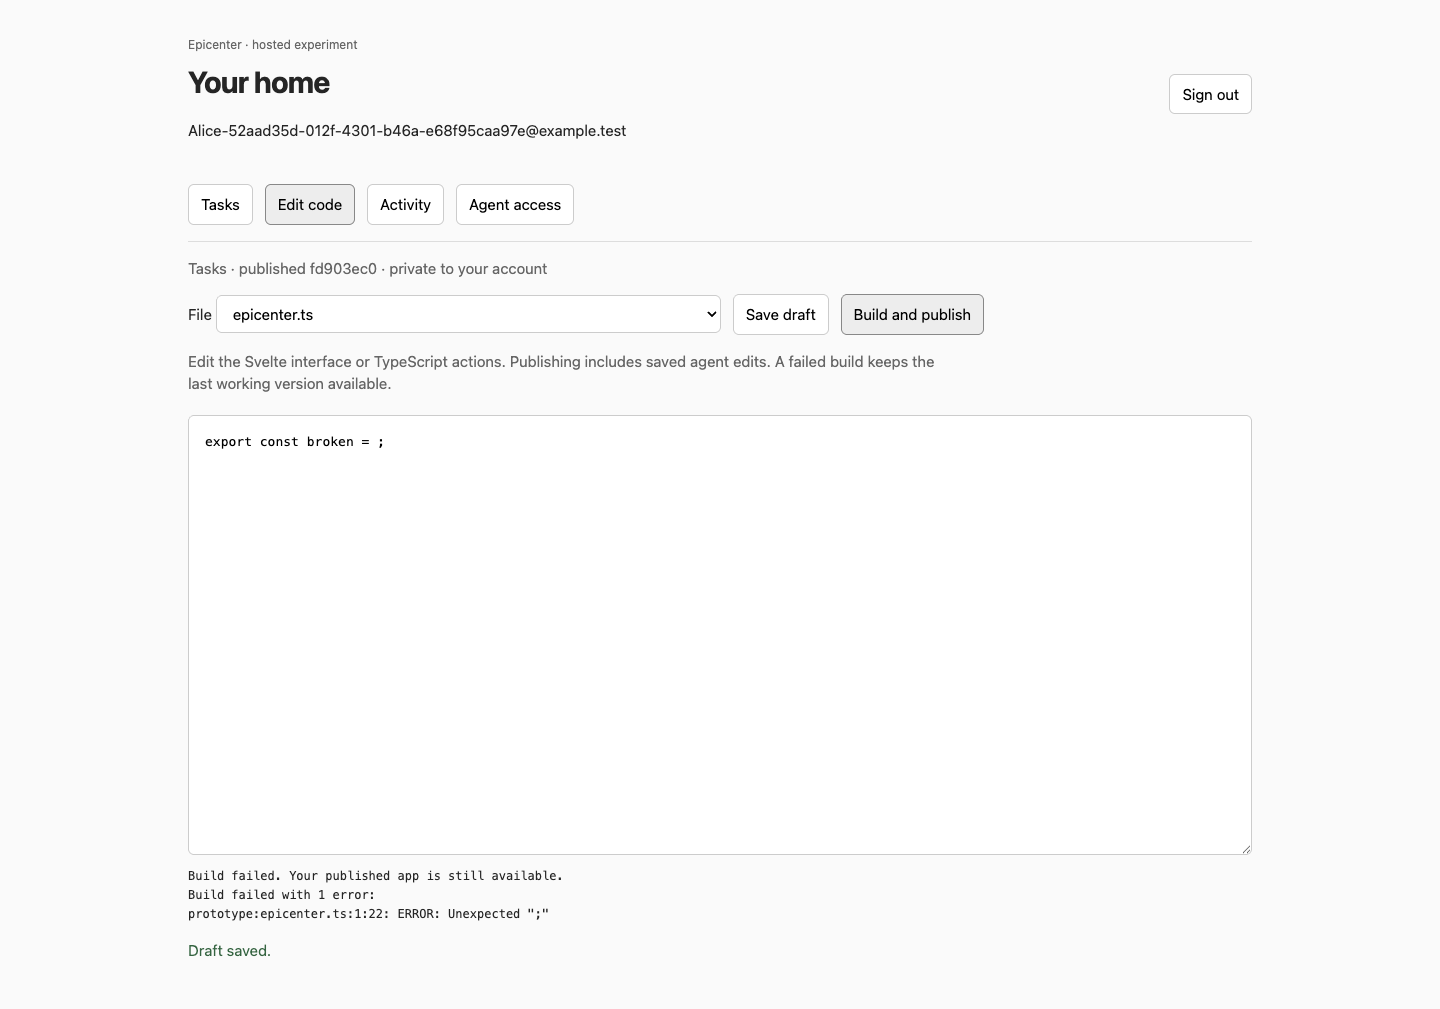 Epicenter · hosted experiment
Your home
Sign out
Alice-52aad35d-012f-4301-b46a-e68f95caa97e@example.test
Tasks
Edit code
Activity
Agent access
Tasks · published fd903ec0 · private to your account
File
epicenter.ts
Save draft
Build and publish
Edit the Svelte interface or TypeScript actions. Publishing includes saved agent edits. A failed build keeps the
last working version available.
export const broken = ;
Build failed. Your published app is still available.
Build failed with 1 error:
prototype:epicenter.ts:1:22: ERROR: Unexpected ";"
Draft saved.